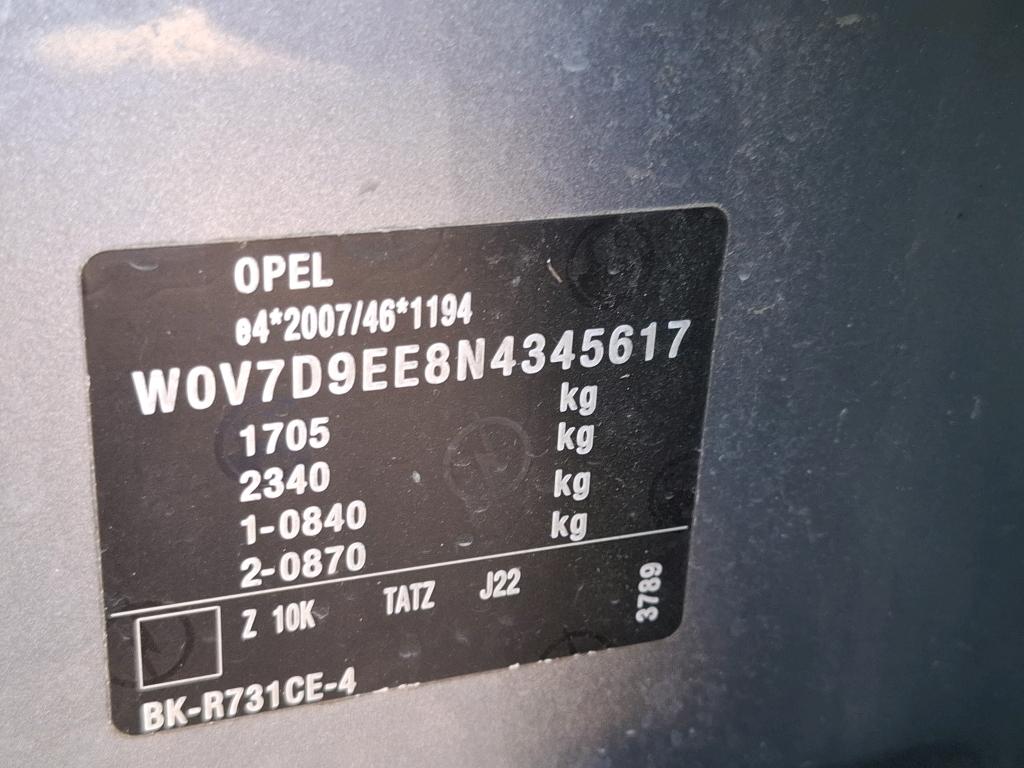 OPEL
e4*2007/46*1194
W0V7D9EE8N4345617
1705 kg
2340 kg
1-0840 kg
2-0870 kg
Z 10K TATZ J22
3789
BK-R731CE-4